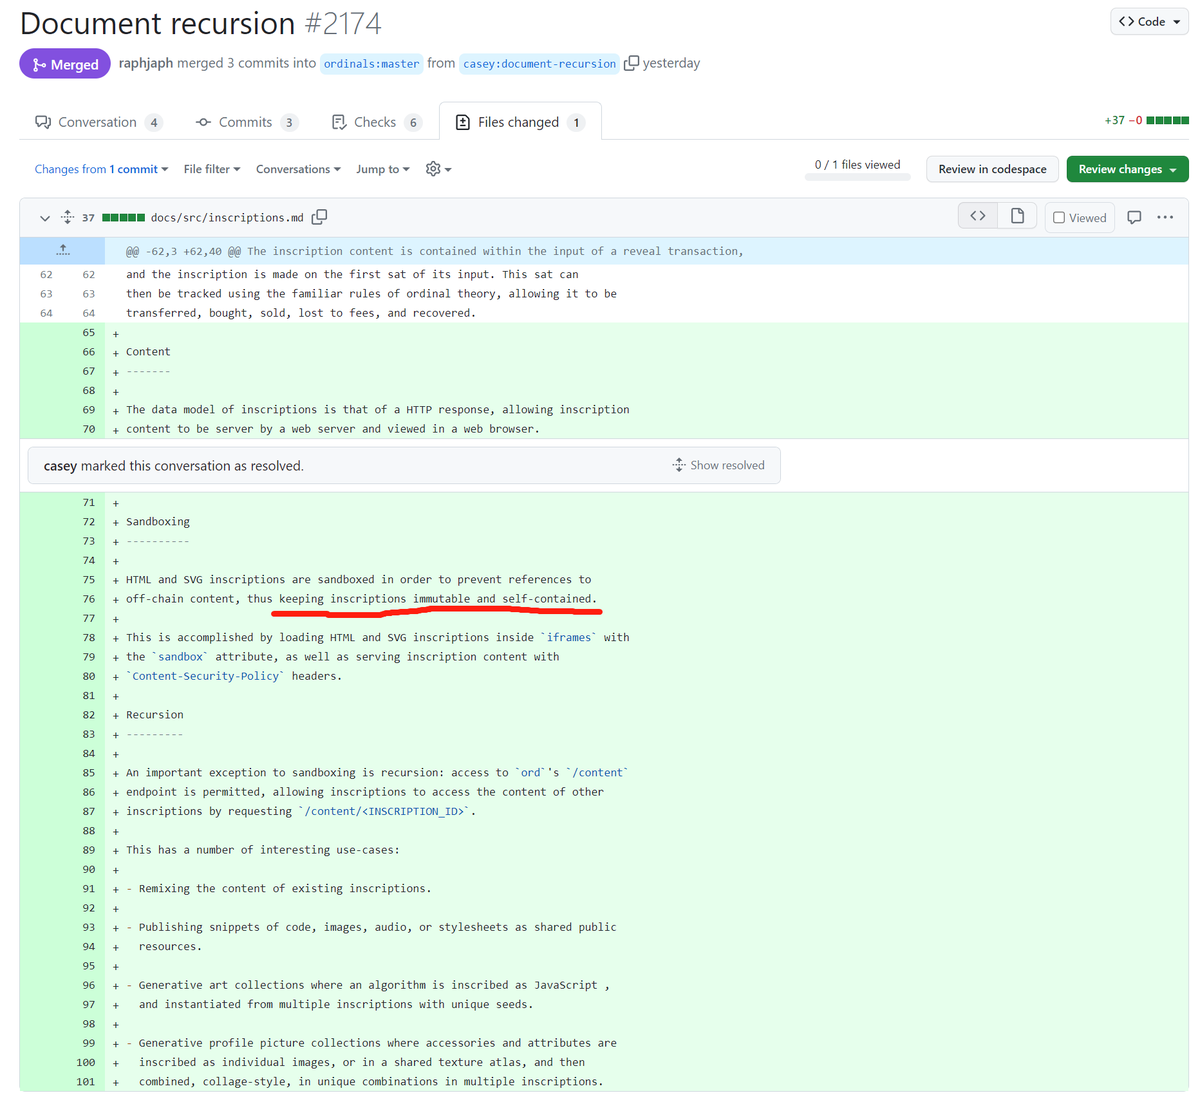 Document recursion #2174
<> Code
Merged raphjaph merged 3 commits into ordinals:master from casey:document-recursion yesterday
Conversation 4 Commits 3 Checks 6 Files changed 1 +37 −0
Changes from 1 commit File filter Conversations Jump to 0 / 1 files viewed Review in codespace Review changes
37 docs/src/inscriptions.md <> Viewed
@@ -62,3 +62,40 @@ The inscription content is contained within the input of a reveal transaction,
62 62 and the inscription is made on the first sat of its input. This sat can
63 63 then be tracked using the familiar rules of ordinal theory, allowing it to be
64 64 transferred, bought, sold, lost to fees, and recovered.
65 +
66 + Content
67 + -------
68 +
69 + The data model of inscriptions is that of a HTTP response, allowing inscription
70 + content to be server by a web server and viewed in a web browser.
casey marked this conversation as resolved. Show resolved
71 +
72 + Sandboxing
73 + ----------
74 +
75 + HTML and SVG inscriptions are sandboxed in order to prevent references to
76 + off-chain content, thus keeping inscriptions immutable and self-contained.
77 +
78 + This is accomplished by loading HTML and SVG inscriptions inside `iframes` with
79 + the `sandbox` attribute, as well as serving inscription content with
80 + `Content-Security-Policy` headers.
81 +
82 + Recursion
83 + ---------
84 +
85 + An important exception to sandboxing is recursion: access to `ord`'s `/content`
86 + endpoint is permitted, allowing inscriptions to access the content of other
87 + inscriptions by requesting `/content/<INSCRIPTION_ID>`.
88 +
89 + This has a number of interesting use-cases:
90 +
91 + - Remixing the content of existing inscriptions.
92 +
93 + - Publishing snippets of code, images, audio, or stylesheets as shared public
94 + resources.
95 +
96 + - Generative art collections where an algorithm is inscribed as JavaScript ,
97 + and instantiated from multiple inscriptions with unique seeds.
98 +
99 + - Generative profile picture collections where accessories and attributes are
100 + inscribed as individual images, or in a shared texture atlas, and then
101 + combined, collage-style, in unique combinations in multiple inscriptions.